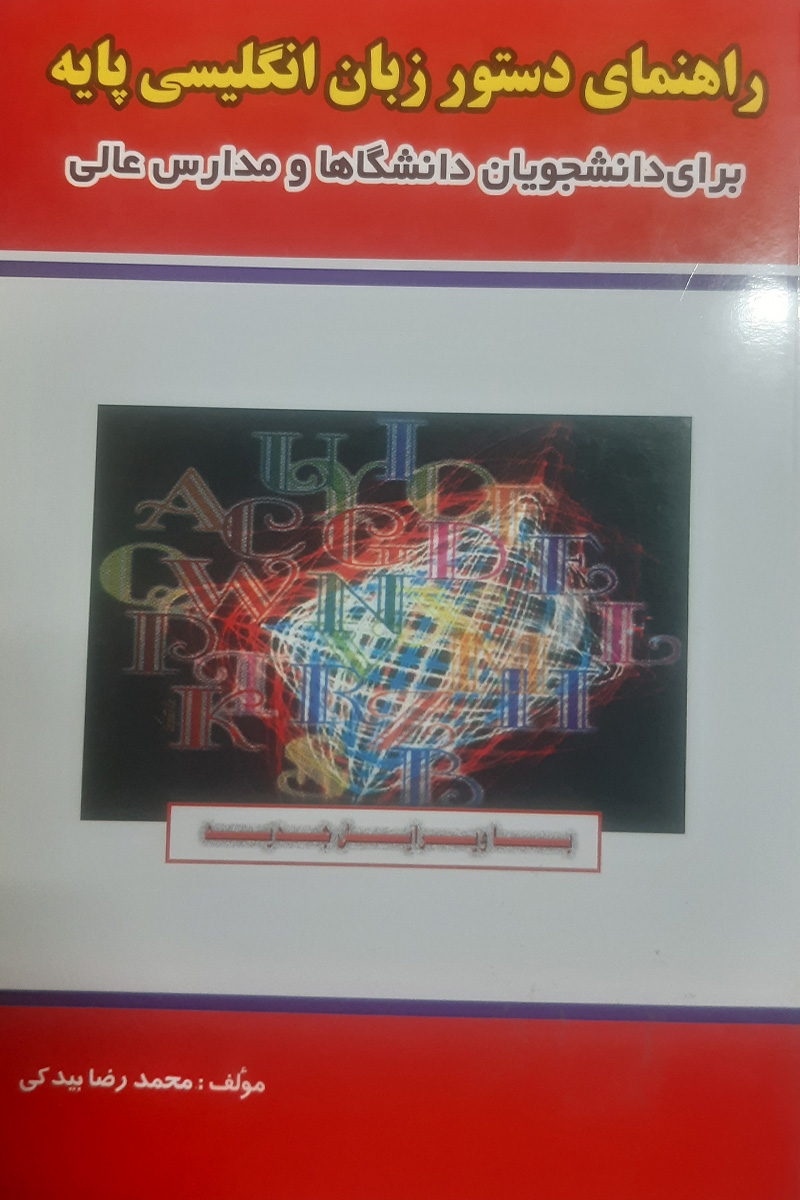 راهنمای دستور زبان انگلیسی پایه
برای دانشجویان دانشگاها و مدارس عالی
U I
A Y O F
C C G D E
C W N
P T R M H L
K S B
با ویرایش جدید
مؤلف : محمد رضا بیدکی